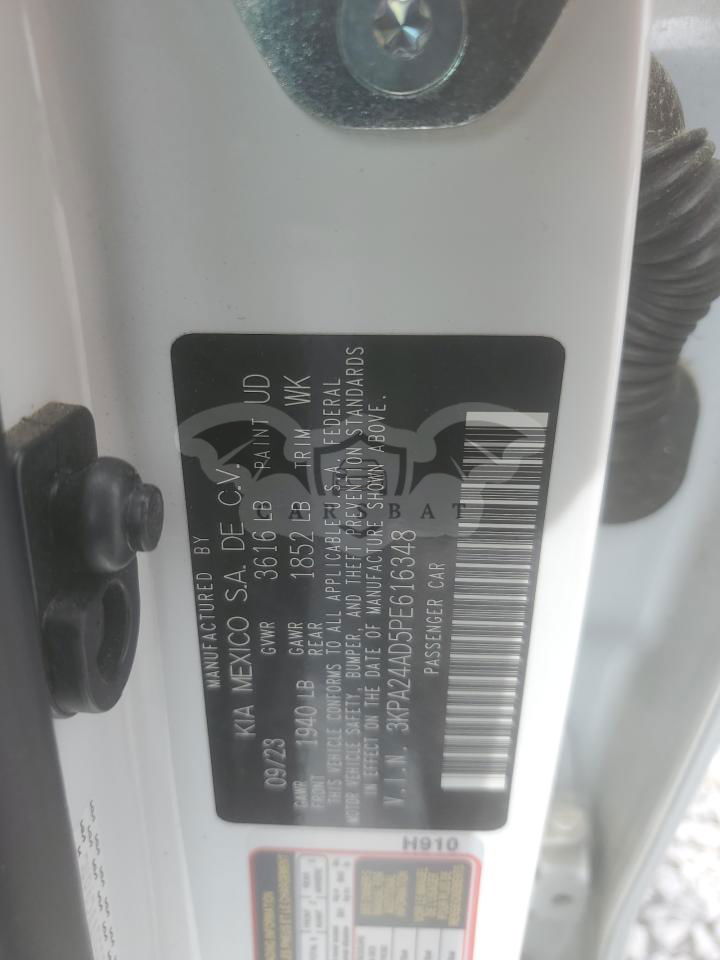 MANUFACTURED BY
KIA MEXICO S.A. DE C.V.
09/23 GVWR 3616 LB PAINT UD
GAWR FRONT 1940 LB GAWR REAR 1852 LB TRIM WK
THIS VEHICLE CONFORMS TO ALL APPLICABLE U.S.A. FEDERAL
MOTOR VEHICLE SAFETY, BUMPER, AND THEFT PREVENTION STANDARDS
IN EFFECT ON THE DATE OF MANUFACTURE SHOWN ABOVE.
V.I.N. 3KPA24AD5PE616348
PASSENGER CAR
CARSBAT
H910